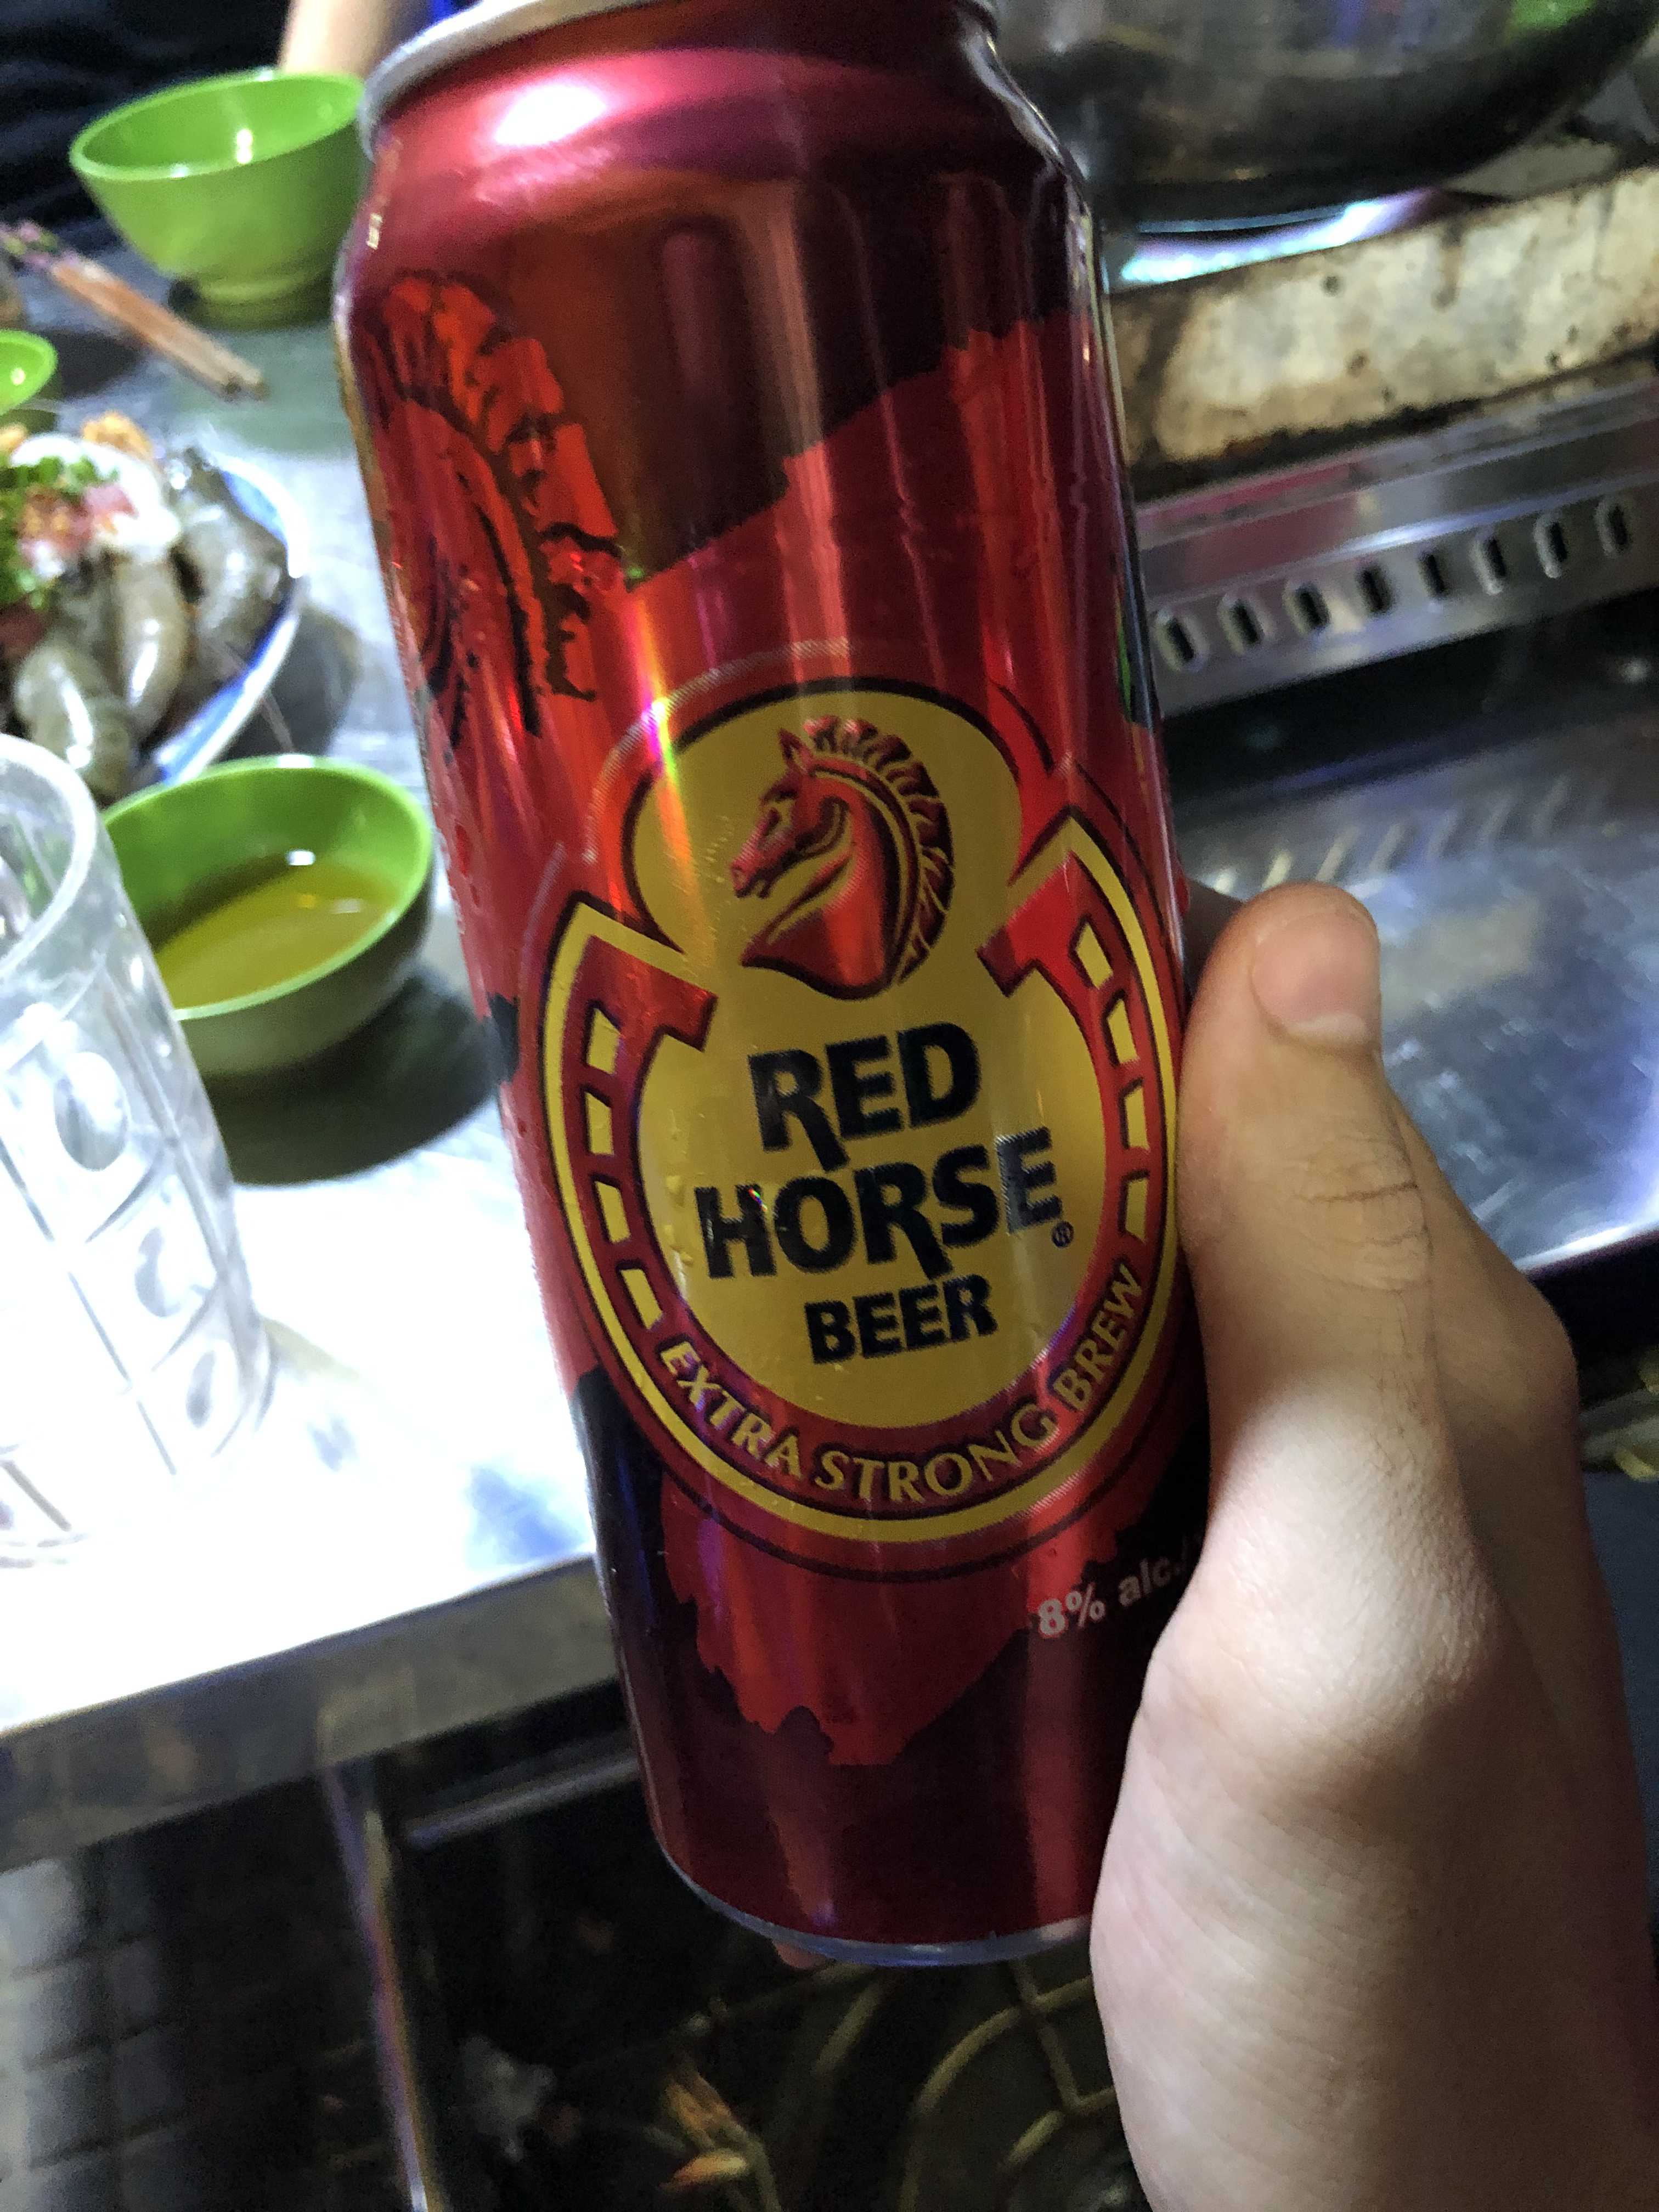 RED
HORSE®
BEER
EXTRA STRONG BREW
8% alc./